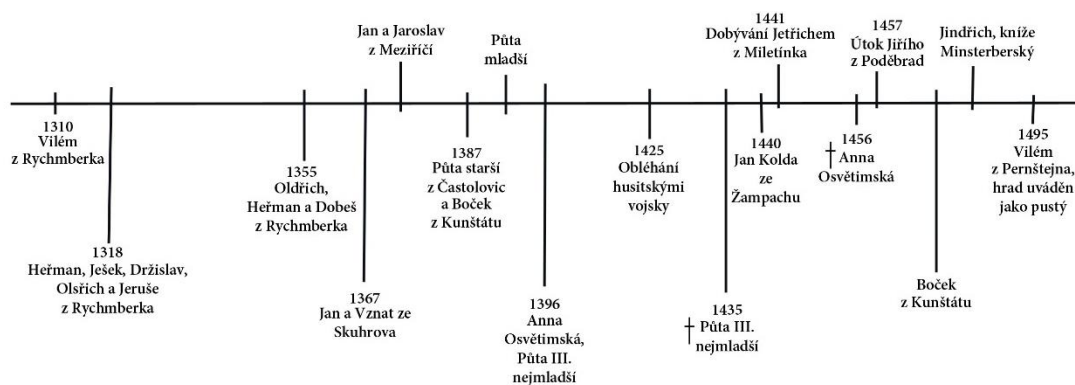 1310
Vilém
z Rychmberka
1318
Heřman, Ješek, Držislav,
Olsřich a Jeruše
z Rychmberka
1355
Oldřich,
Heřman a Dobeš
z Rychmberka
1367
Jan a Vznat ze
Skuhrova
Jan a Jaroslav
z Meziříčí
1387
Půta starší
z Častolovic
a Boček
z Kunštátu
Půta
mladší
1396
Anna
Osvětimská,
Půta III.
nejmladší
1425
Obléhání
husitskými
vojsky
1435
† Půta III.
nejmladší
1440
Jan Kolda
ze
Žampachu
1441
Dobývání Jetřichem
z Miletínka
1456
† Anna
Osvětimská
1457
Útok Jiřího
z Poděbrad
Boček
z Kunštátu
Jindřich, kníže
Minsterberský
1495
Vilém
z Pernštejna,
hrad uváděn
jako pustý